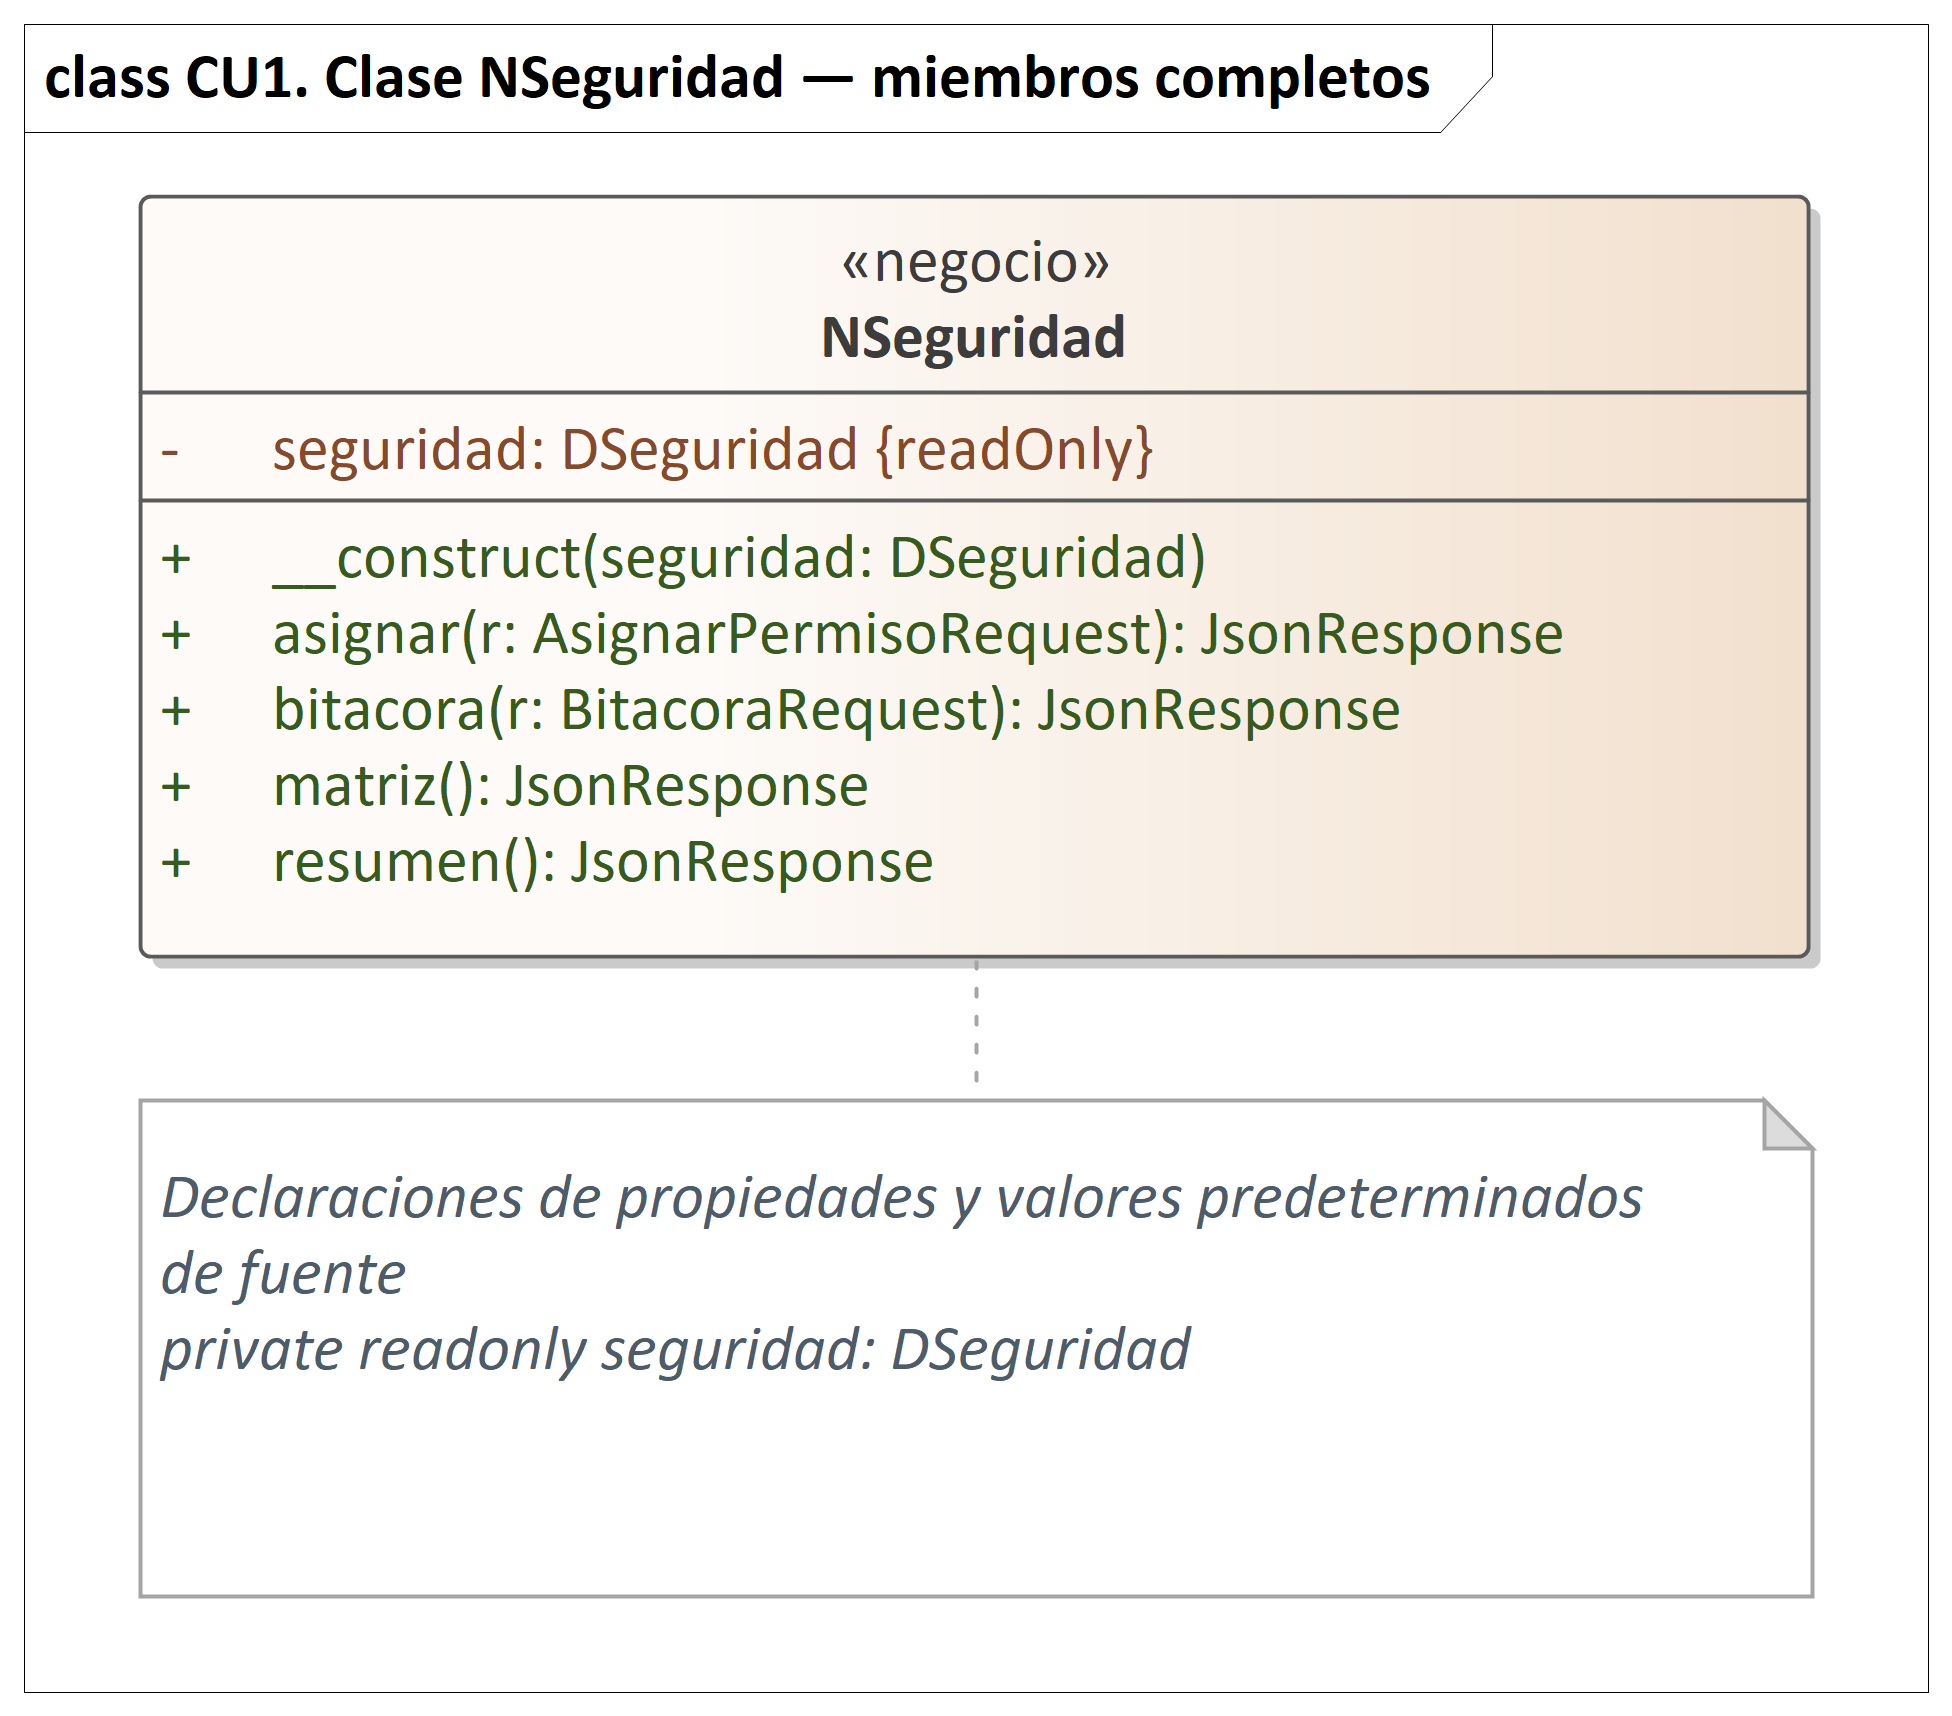 class CU1. Clase NSeguridad — miembros completos
«negocio»
NSeguridad
- seguridad: DSeguridad {readOnly}
+ __construct(seguridad: DSeguridad)
+ asignar(r: AsignarPermisoRequest): JsonResponse
+ bitacora(r: BitacoraRequest): JsonResponse
+ matriz(): JsonResponse
+ resumen(): JsonResponse
Declaraciones de propiedades y valores predeterminados
de fuente
private readonly seguridad: DSeguridad